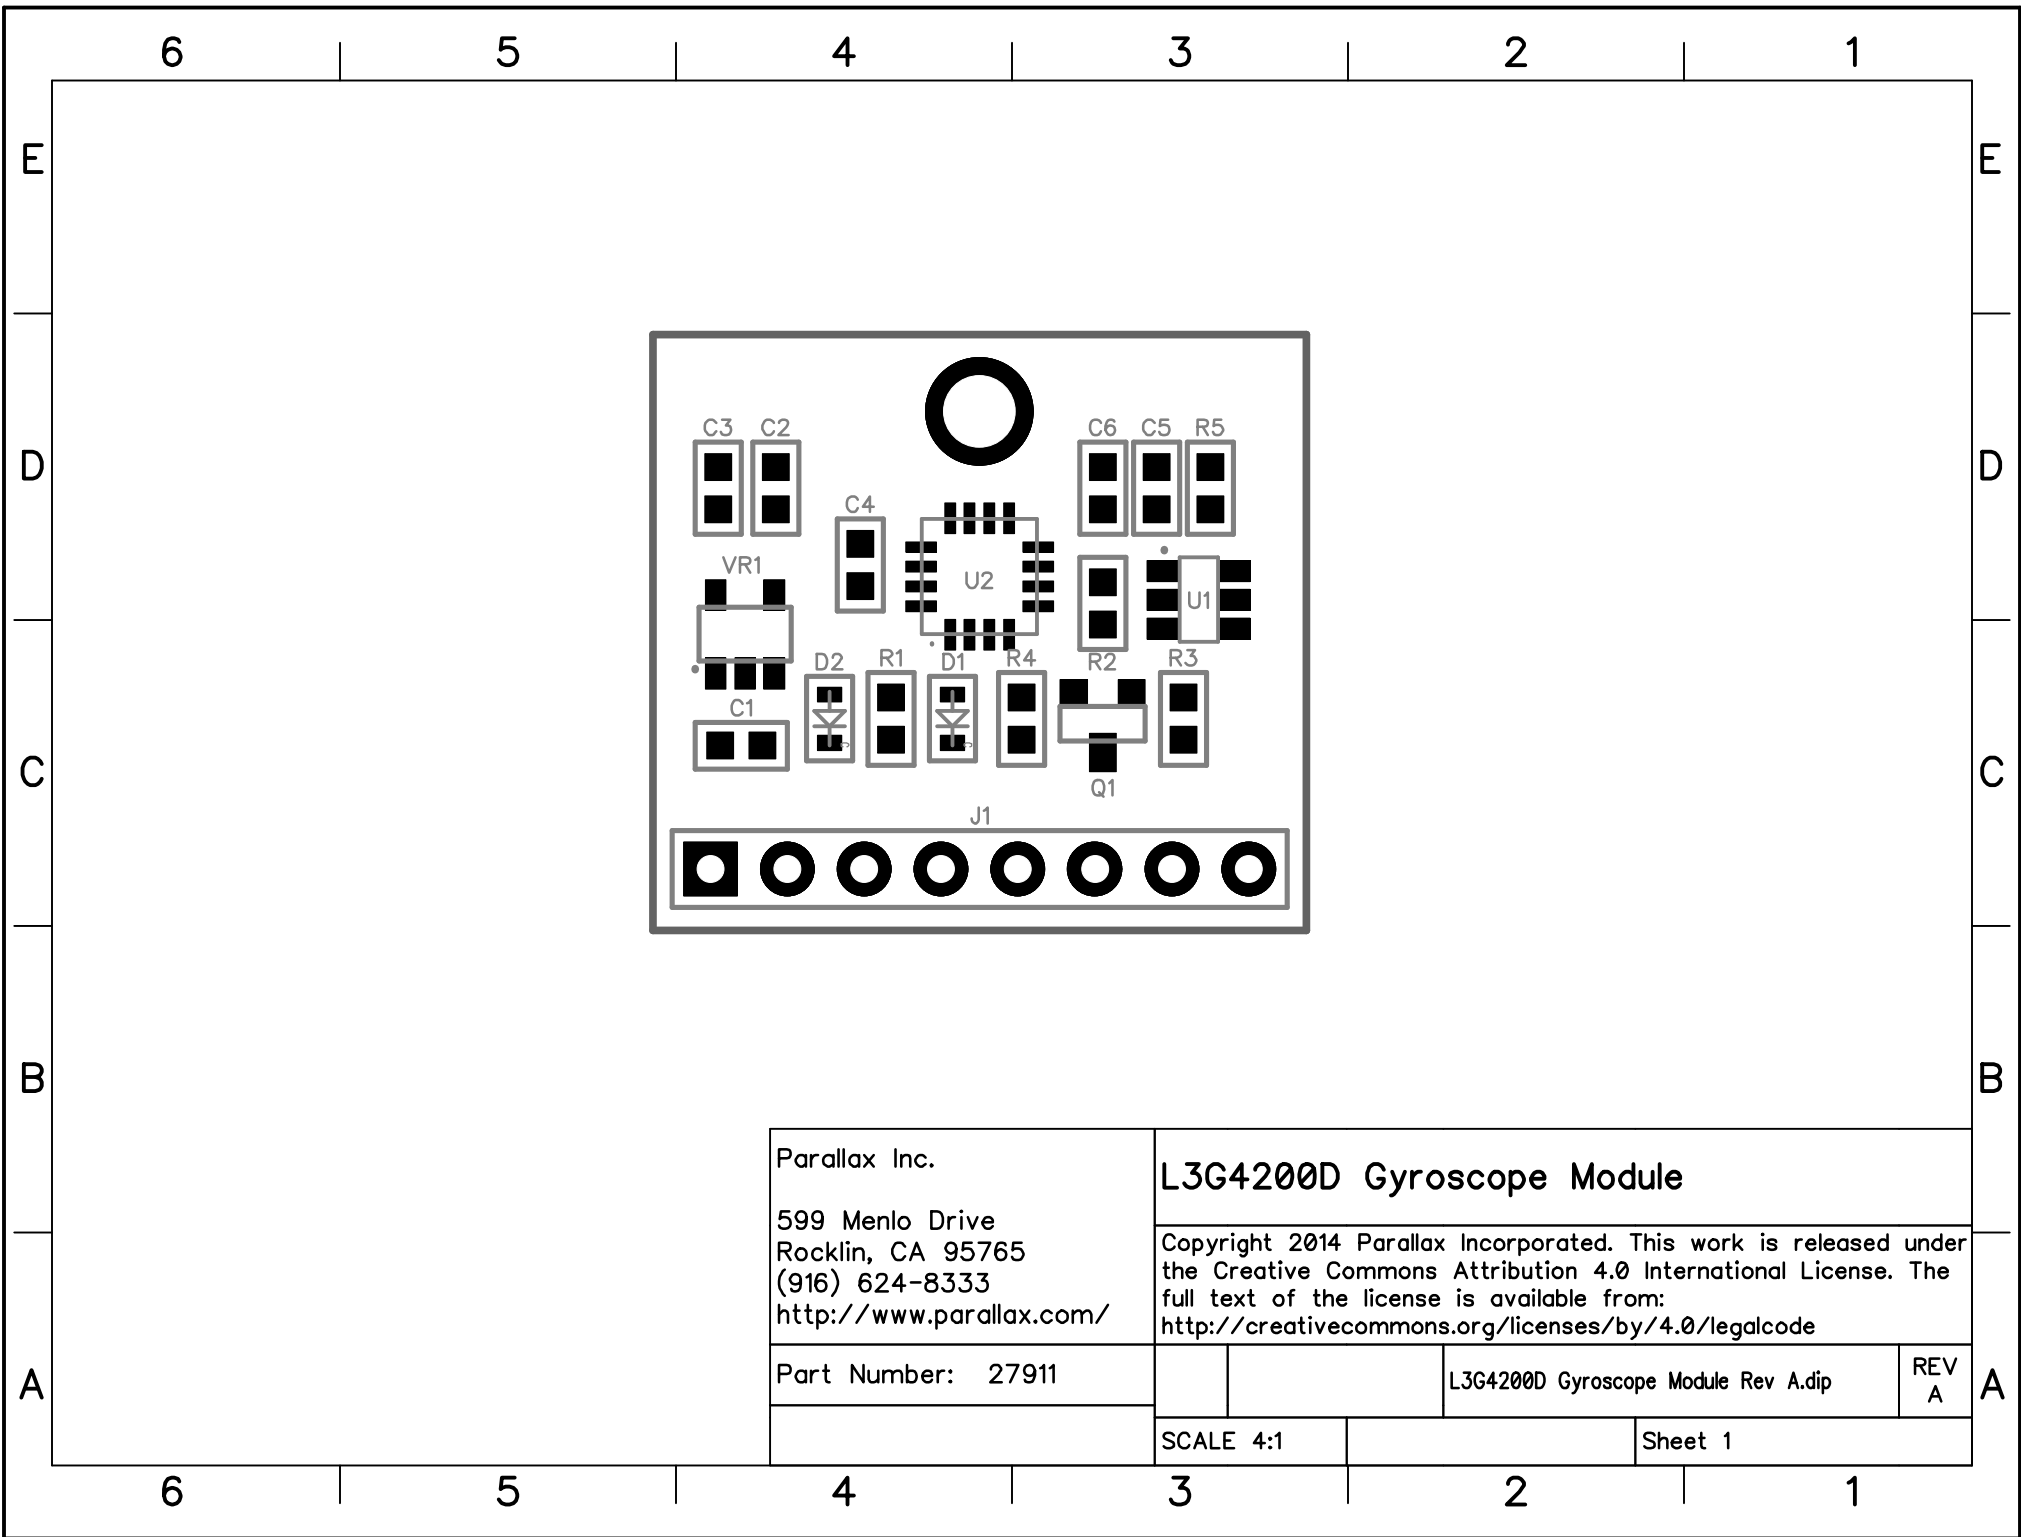 6 5 4 3 2 1
E E
C3 C2 C6 C5 R5
D D
C4
VR1 U2 U1
D2 R1 D1 R4 R2 R3
C1
C C
Q1
J1
B B
Parallax Inc.
599 Menlo Drive
Rocklin, CA 95765
(916) 624-8333
http://www.parallax.com/
Part Number: 27911
L3G4200D Gyroscope Module
Copyright 2014 Parallax Incorporated. This work is released under
the Creative Commons Attribution 4.0 International License. The
full text of the license is available from:
http://creativecommons.org/licenses/by/4.0/legalcode
L3G4200D Gyroscope Module Rev A.dip
REV
A
A A
SCALE 4:1
Sheet 1
6 5 4 3 2 1